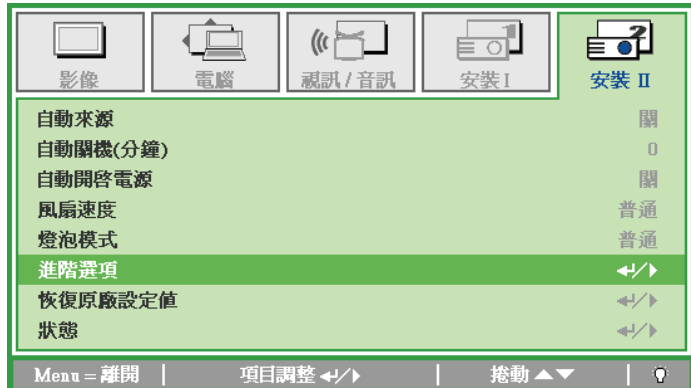 影像 電腦 視訊 / 音訊 安裝 I 安裝 II
自動來源 關
自動關機(分鐘) 0
自動開啓電源 關
風扇速度 普通
燈泡模式 普通
進階選項
恢復原廠設定值
狀態
Menu = 離開 項目調整 捲動